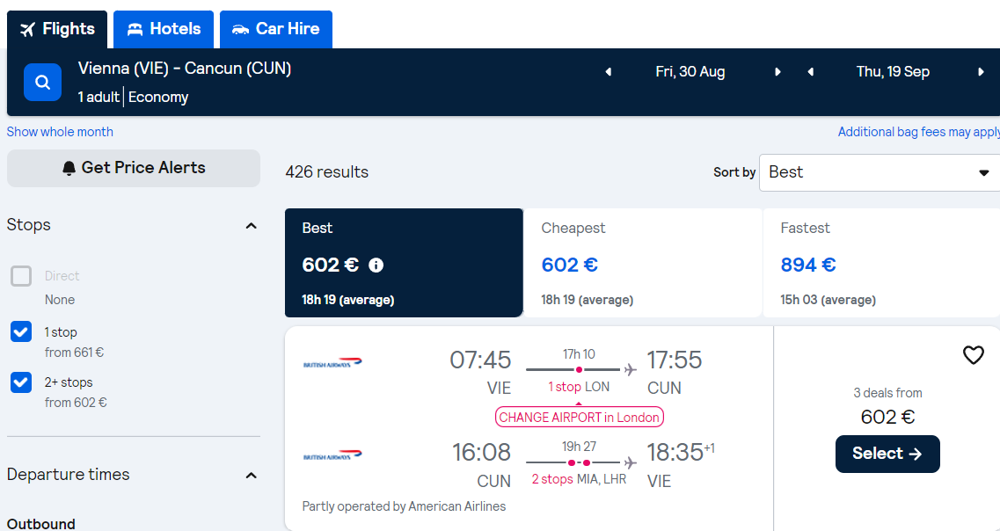 Flights
Hotels
Car Hire
Vienna (VIE) - Cancun (CUN)
1 adult | Economy
Fri, 30 Aug
Thu, 19 Sep
Show whole month
Additional bag fees may apply
Get Price Alerts
426 results
Sort by
Best
Stops
Direct
None
1 stop
from 661 €
2+ stops
from 602 €
Departure times
Outbound
Best
602 €
18h 19 (average)
Cheapest
602 €
18h 19 (average)
Fastest
894 €
15h 03 (average)
BRITISH AIRWAYS
07:45
VIE
17h 10
1 stop LON
17:55
CUN
CHANGE AIRPORT in London
BRITISH AIRWAYS
16:08
CUN
19h 27
2 stops MIA, LHR
18:35+1
VIE
Partly operated by American Airlines
3 deals from
602 €
Select →